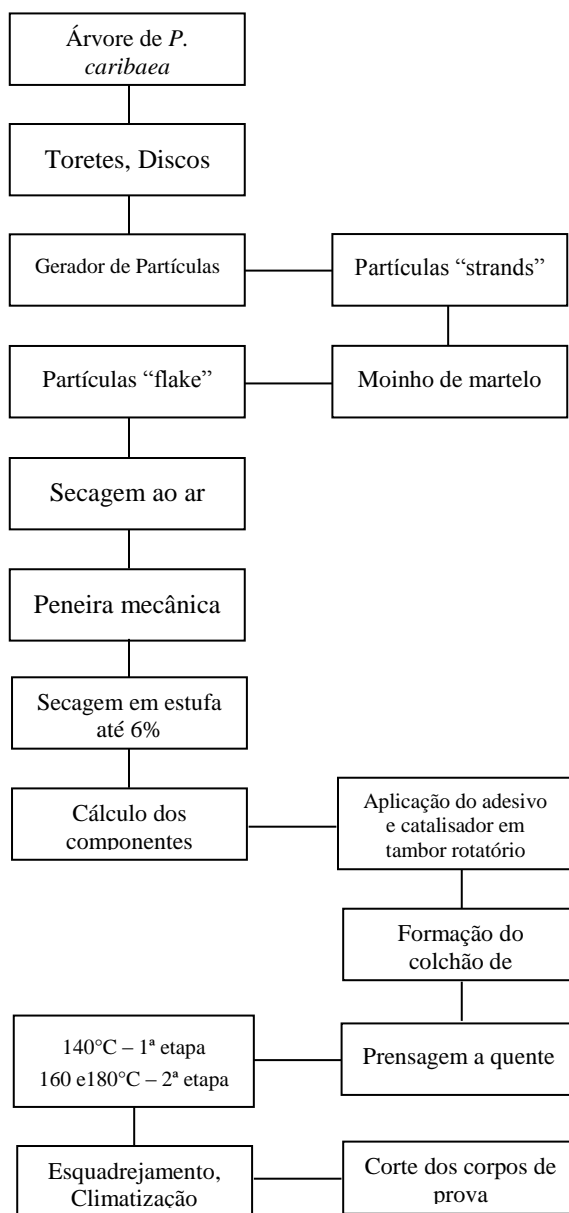 Árvore de P.
caribaea
Toretes, Discos
Gerador de Partículas
Partículas “strands”
Moinho de martelo
Partículas “flake”
Secagem ao ar
Peneira mecânica
Secagem em estufa
até 6%
Cálculo dos
componentes
Aplicação do adesivo
e catalisador em
tambor rotatório
Formação do
colchão de
Prensagem a quente
140°C – 1ª etapa
160 e180°C – 2ª etapa
Esquadrejamento,
Climatização
Corte dos corpos de
prova